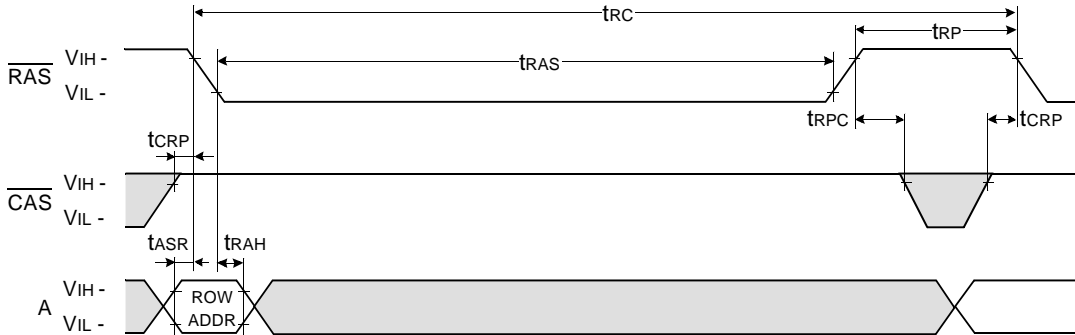 tRC
tRP
RAS VIH -
VIL -
tRAS
tRPC
tCRP
tCRP
CAS VIH -
VIL -
tASR
tRAH
A VIH -
VIL -
ROW
ADDR